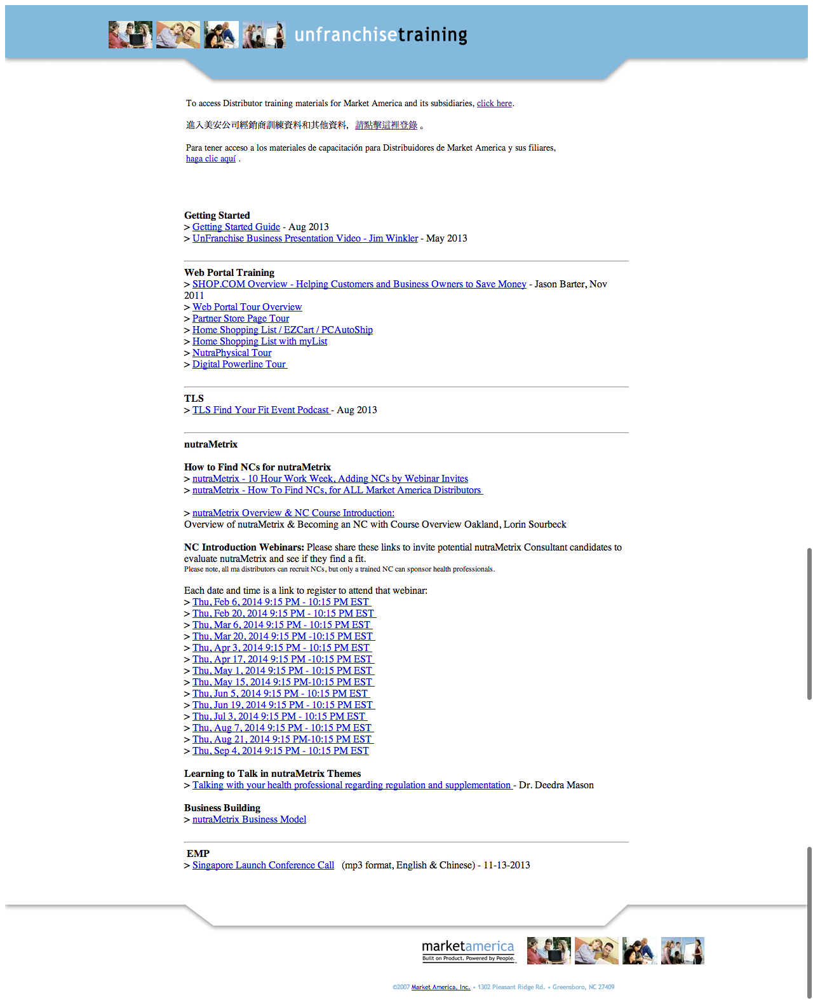 unfranchisetraining
To access Distributor training materials for Market America and its subsidiaries, click here.
進入美安公司經銷商訓練資料和其他資料，請點擊這裡登錄 。
Para tener acceso a los materiales de capacitación para Distribuidores de Market America y sus filiares,
haga clic aquí .
Getting Started
> Getting Started Guide - Aug 2013
> UnFranchise Business Presentation Video - Jim Winkler - May 2013
Web Portal Training
> SHOP.COM Overview - Helping Customers and Business Owners to Save Money - Jason Barter, Nov
2011
> Web Portal Tour Overview
> Partner Store Page Tour
> Home Shopping List / EZCart / PCAutoShip
> Home Shopping List with myList
> NutraPhysical Tour
> Digital Powerline Tour
TLS
> TLS Find Your Fit Event Podcast - Aug 2013
nutraMetrix
How to Find NCs for nutraMetrix
> nutraMetrix - 10 Hour Work Week, Adding NCs by Webinar Invites
> nutraMetrix - How To Find NCs, for ALL Market America Distributors
> nutraMetrix Overview & NC Course Introduction:
Overview of nutraMetrix & Becoming an NC with Course Overview Oakland, Lorin Sourbeck
NC Introduction Webinars: Please share these links to invite potential nutraMetrix Consultant candidates to
evaluate nutraMetrix and see if they find a fit.
Please note, all ma distributors can recruit NCs, but only a trained NC can sponsor health professionals.
Each date and time is a link to register to attend that webinar:
> Thu, Feb 6, 2014 9:15 PM - 10:15 PM EST
> Thu, Feb 20, 2014 9:15 PM - 10:15 PM EST
> Thu, Mar 6, 2014 9:15 PM - 10:15 PM EST
> Thu, Mar 20, 2014 9:15 PM -10:15 PM EST
> Thu, Apr 3, 2014 9:15 PM - 10:15 PM EST
> Thu, Apr 17, 2014 9:15 PM -10:15 PM EST
> Thu, May 1, 2014 9:15 PM - 10:15 PM EST
> Thu, May 15, 2014 9:15 PM-10:15 PM EST
> Thu, Jun 5, 2014 9:15 PM - 10:15 PM EST
> Thu, Jun 19, 2014 9:15 PM - 10:15 PM EST
> Thu, Jul 3, 2014 9:15 PM - 10:15 PM EST
> Thu, Aug 7, 2014 9:15 PM - 10:15 PM EST
> Thu, Aug 21, 2014 9:15 PM-10:15 PM EST
> Thu, Sep 4, 2014 9:15 PM - 10:15 PM EST
Learning to Talk in nutraMetrix Themes
> Talking with your health professional regarding regulation and supplementation - Dr. Deedra Mason
Business Building
> nutraMetrix Business Model
EMP
> Singapore Launch Conference Call (mp3 format, English & Chinese) - 11-13-2013
marketamerica
Built on Product. Powered by People.
©2007 Market America, Inc. • 1302 Pleasant Ridge Rd. • Greensboro, NC 27409